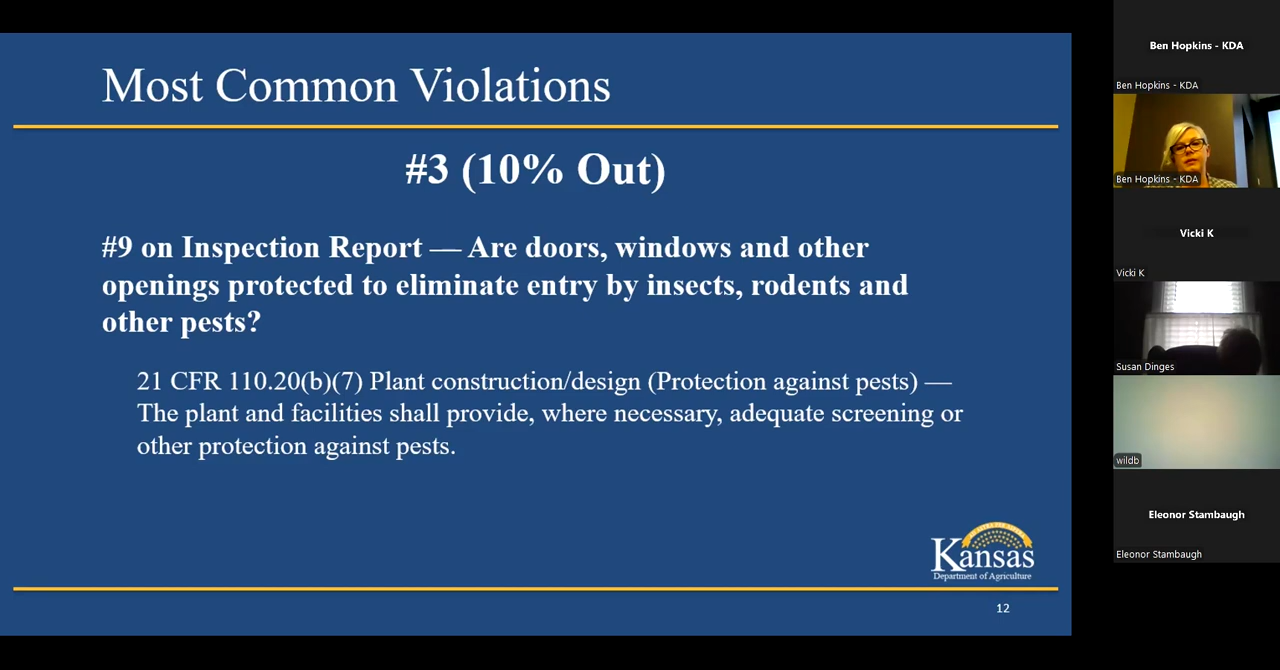 Most Common Violations
#3 (10% Out)
#9 on Inspection Report — Are doors, windows and other
openings protected to eliminate entry by insects, rodents and
other pests?
21 CFR 110.20(b)(7) Plant construction/design (Protection against pests) —
The plant and facilities shall provide, where necessary, adequate screening or
other protection against pests.
Kansas
Department of Agriculture
12
Ben Hopkins - KDA
Ben Hopkins - KDA
Ben Hopkins - KDA
Vicki K
Vicki K
Susan Dinges
wildb
Eleonor Stambaugh
Eleonor Stambaugh